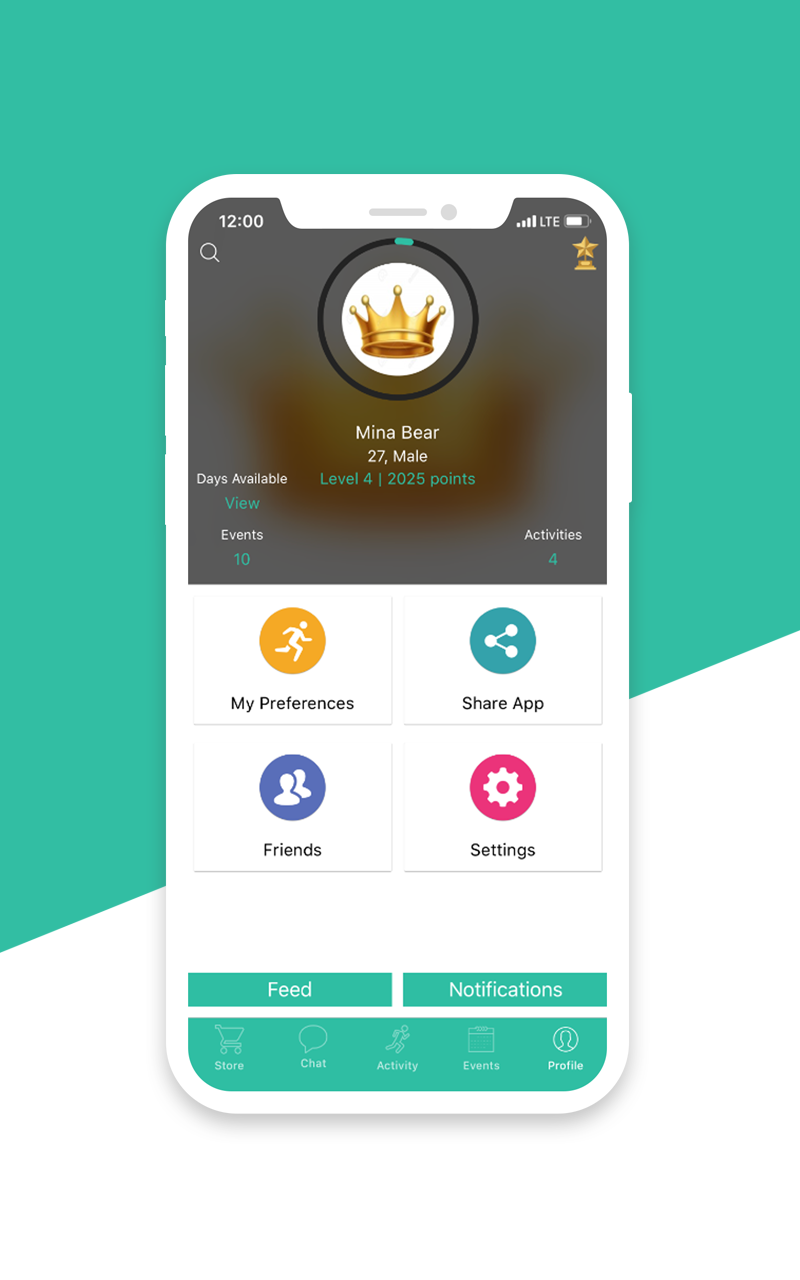 12:00
LTE
Mina Bear
27, Male
Days Available
Level 4 | 2025 points
View
Events
Activities
10
4
My Preferences
Share App
Friends
Settings
Feed
Notifications
Store
Chat
Activity
Events
Profile